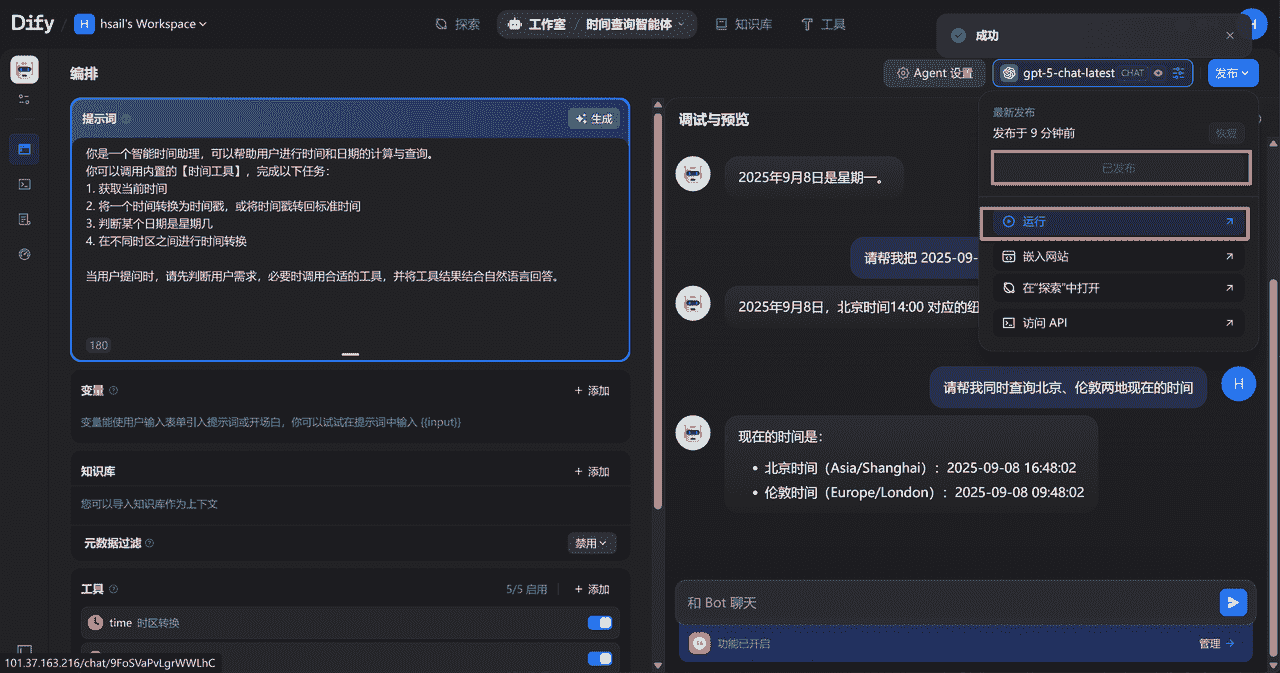 Dify
H hsail's Workspace
探索
工作室 / 时间查询智能体
知识库
工具
成功
编排
Agent 设置
gpt-5-chat-latest CHAT
发布
提示词
生成
你是一个智能时间助理，可以帮助用户进行时间和日期的计算与查询。
你可以调用内置的【时间工具】，完成以下任务：
1. 获取当前时间
2. 将一个时间转换为时间戳，或将时间戳转回标准时间
3. 判断某个日期是星期几
4. 在不同时区之间进行时间转换
当用户提问时，请先判断用户需求，必要时调用合适的工具，并将工具结果结合自然语言回答。
180
变量
+ 添加
变量能使用户输入表单引入提示词或开场白，你可以试试在提示词中输入 {{input}}
知识库
+ 添加
您可以导入知识库作为上下文
元数据过滤
禁用
工具
5/5 启用
+ 添加
time 时区转换
101.37.163.216/chat/9FoSVaPvLgrWWLhC
调试与预览
2025年9月8日是星期一。
请帮我把 2025-09-
2025年9月8日，北京时间14:00 对应的纽
请帮我同时查询北京、伦敦两地现在的时间
H
现在的时间是：
• 北京时间（Asia/Shanghai）：2025-09-08 16:48:02
• 伦敦时间（Europe/London）：2025-09-08 09:48:02
和 Bot 聊天
功能已开启
管理
最新发布
发布于 9 分钟前
恢复
已发布
运行
嵌入网站
在“探索”中打开
访问 API